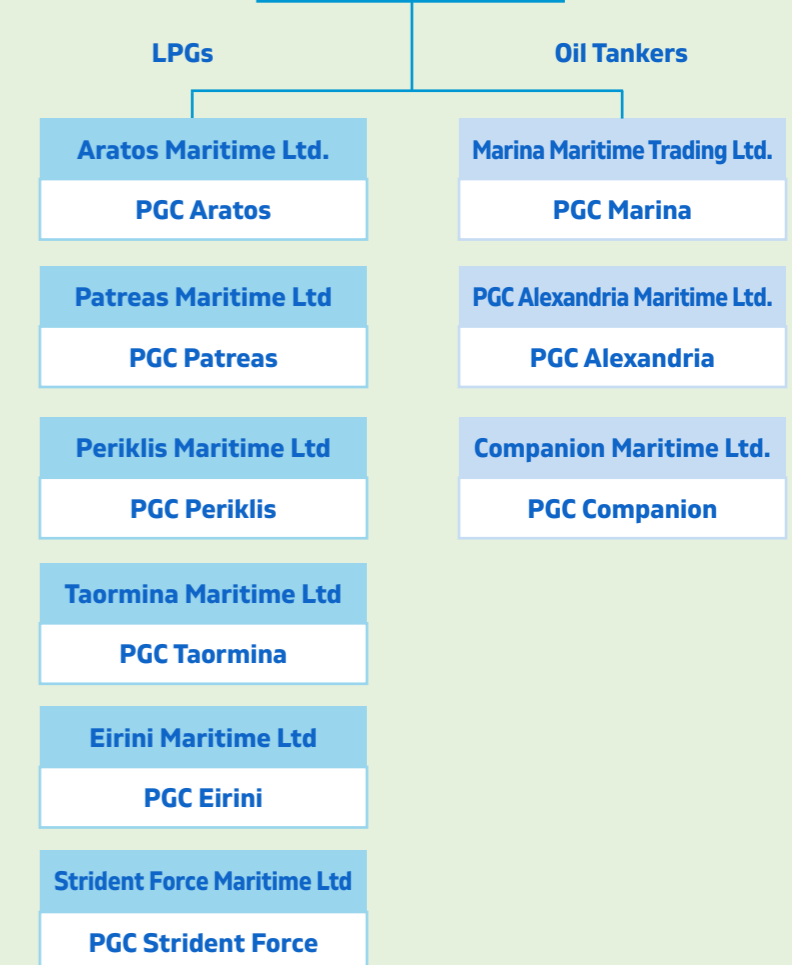 LPGs
Oil Tankers
Aratos Maritime Ltd.
PGC Aratos
Patreas Maritime Ltd
PGC Patreas
Periklis Maritime Ltd
PGC Periklis
Taormina Maritime Ltd
PGC Taormina
Eirini Maritime Ltd
PGC Eirini
Strident Force Maritime Ltd
PGC Strident Force
Marina Maritime Trading Ltd.
PGC Marina
PGC Alexandria Maritime Ltd.
PGC Alexandria
Companion Maritime Ltd.
PGC Companion